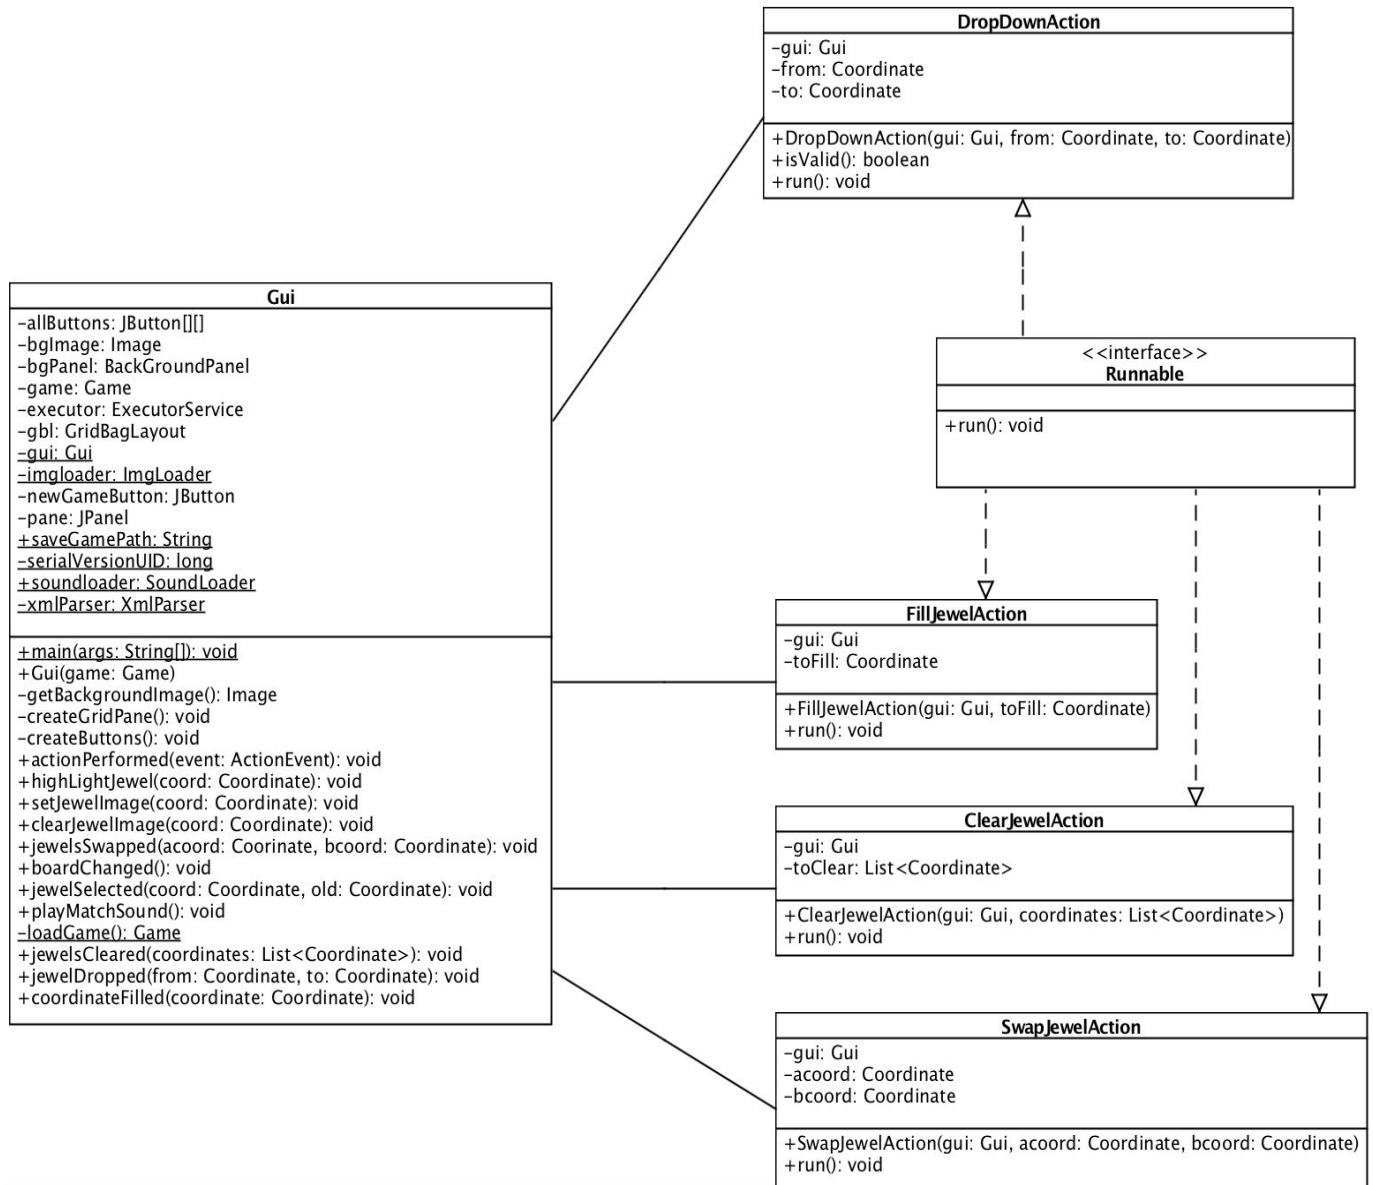 DropDownAction
-gui: Gui
-from: Coordinate
-to: Coordinate
+DropDownAction(gui: Gui, from: Coordinate, to: Coordinate)
+isValid(): boolean
+run(): void
Gui
-allButtons: JButton[][]
-bgImage: Image
-bgPanel: BackGroundPanel
-game: Game
-executor: ExecutorService
-gbl: GridBagLayout
-gui: Gui
-imgloader: ImgLoader
-newGameButton: JButton
-pane: JPanel
+saveGamePath: String
-serialVersionUID: long
+soundloader: SoundLoader
-xmlParser: XmlParser
+main(args: String[]): void
+Gui(game: Game)
-getBackgroundImage(): Image
-createGridPane(): void
-createButtons(): void
+actionPerformed(event: ActionEvent): void
+highLightJewel(coord: Coordinate): void
+setJewelImage(coord: Coordinate): void
+clearJewelImage(coord: Coordinate): void
+jewelsSwapped(acoord: Coorinate, bcoord: Coordinate): void
+boardChanged(): void
+jewelSelected(coord: Coordinate, old: Coordinate): void
+playMatchSound(): void
-loadGame(): Game
+jewelsCleared(coordinates: List<Coordinate>): void
+jewelDropped(from: Coordinate, to: Coordinate): void
+coordinateFilled(coordinate: Coordinate): void
<<interface>>
Runnable
+run(): void
FillJewelAction
-gui: Gui
-toFill: Coordinate
+FillJewelAction(gui: Gui, toFill: Coordinate)
+run(): void
ClearJewelAction
-gui: Gui
-toClear: List<Coordinate>
+ClearJewelAction(gui: Gui, coordinates: List<Coordinate>)
+run(): void
SwapJewelAction
-gui: Gui
-acoord: Coordinate
-bcoord: Coordinate
+SwapJewelAction(gui: Gui, acoord: Coordinate, bcoord: Coordinate)
+run(): void